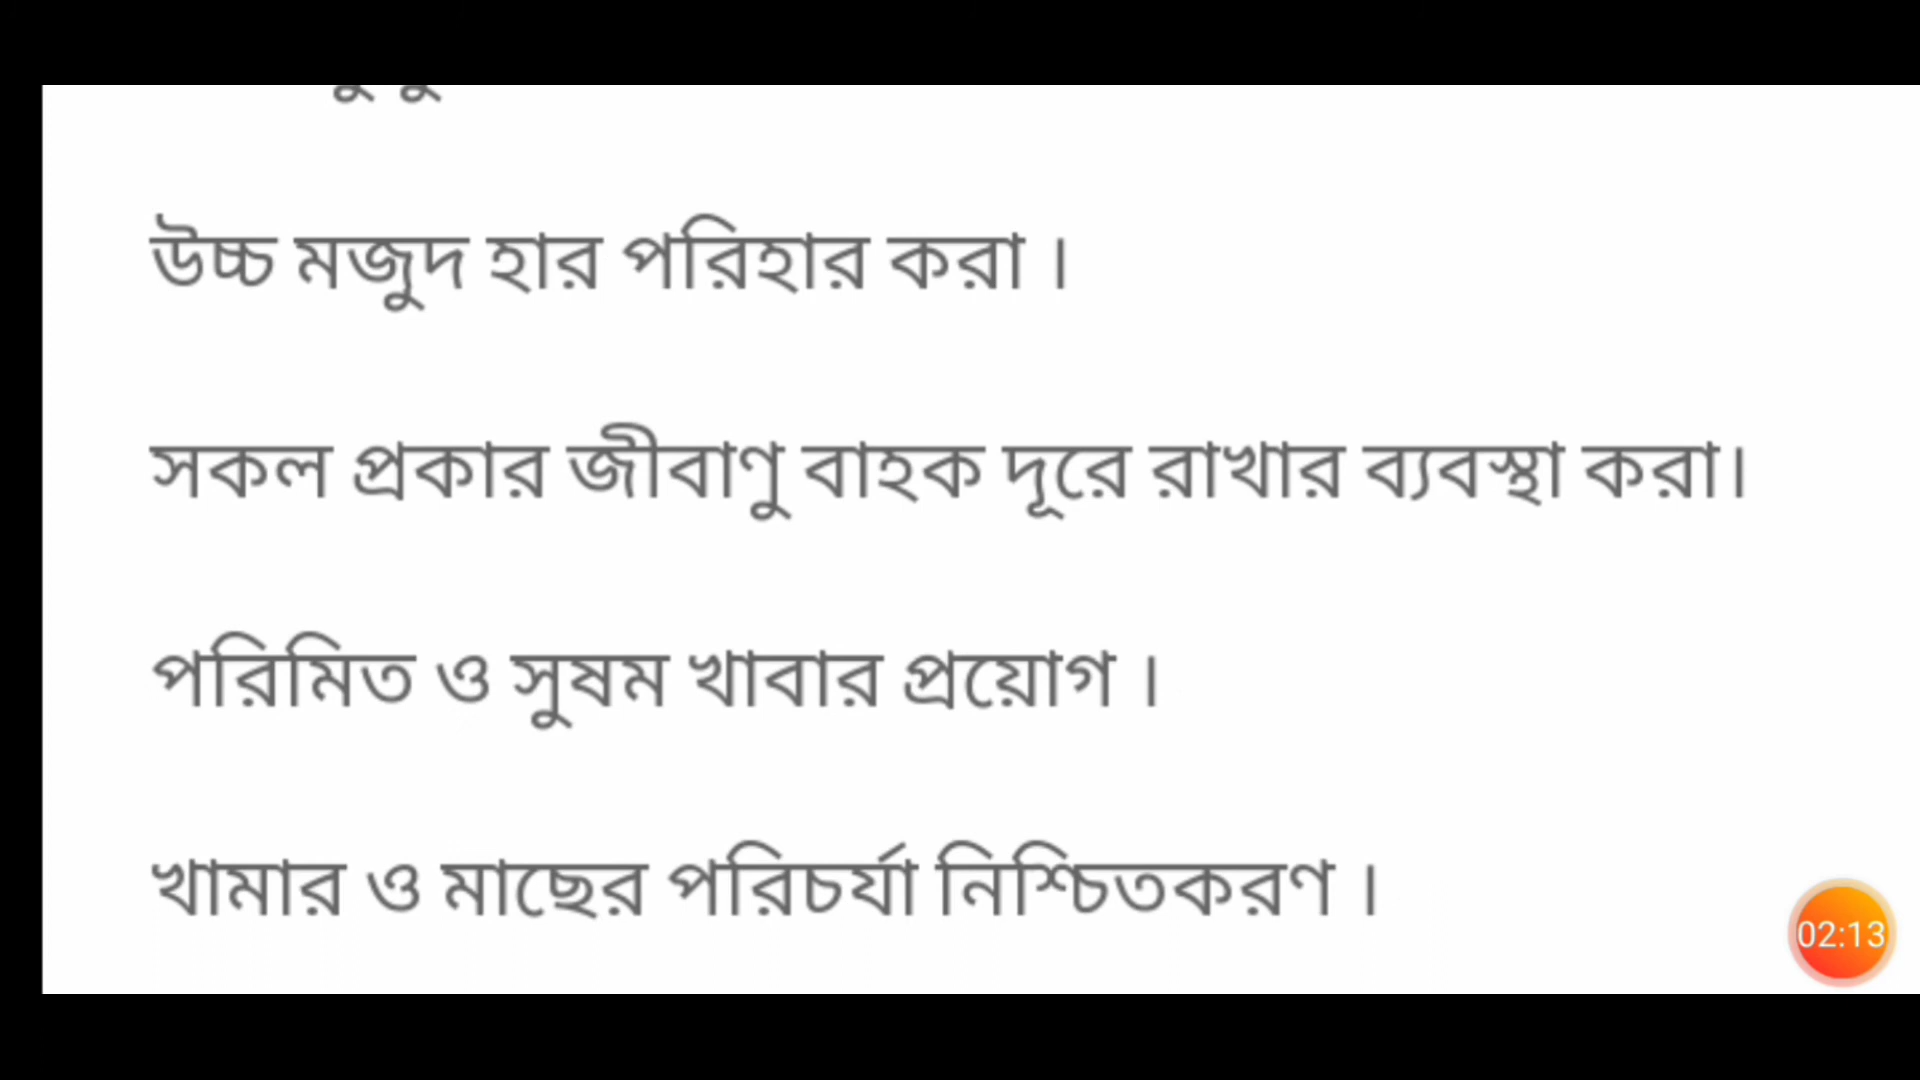 উচ্চ মজুদ হার পরিহার করা ।
সকল প্রকার জীবাণু বাহক দূরে রাখার ব্যবস্থা করা।
পরিমিত ও সুষম খাবার প্রয়োগ ।
খামার ও মাছের পরিচর্যা নিশ্চিতকরণ ।
02:13